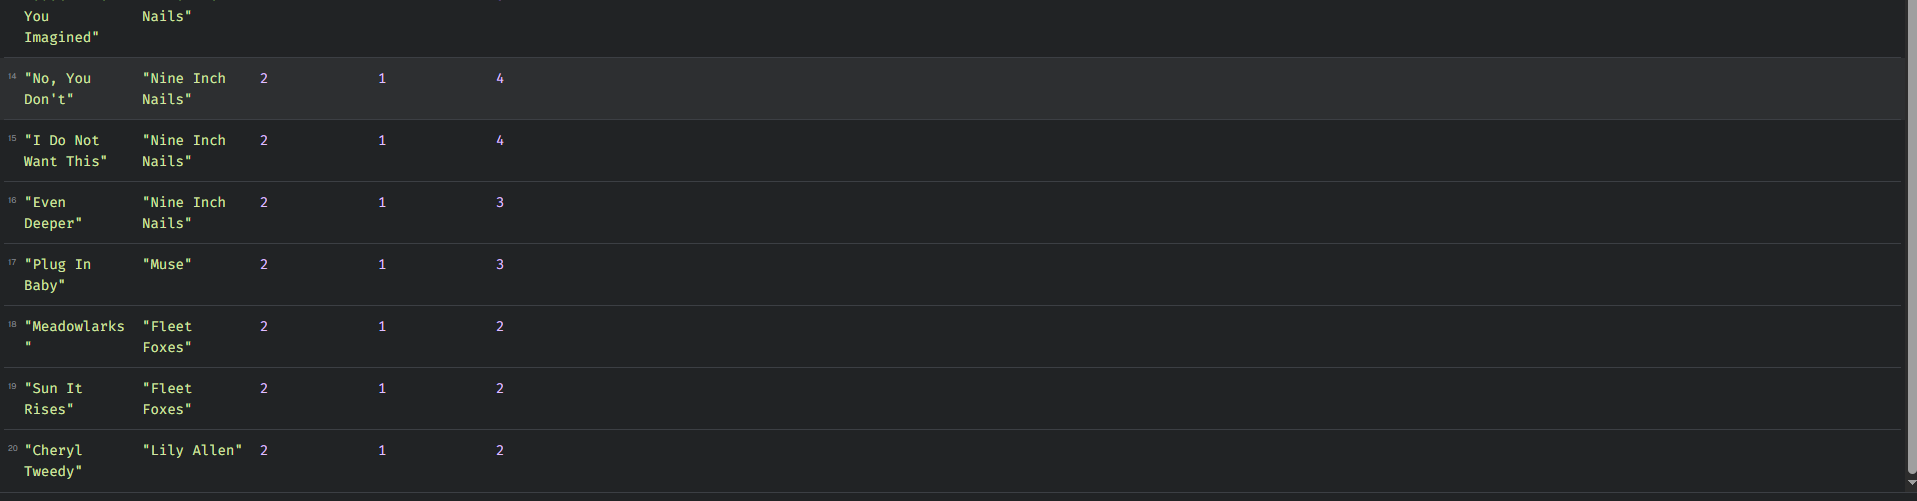 You Nails"
Imagined"
14 "No, You "Nine Inch 2 1 4
Don't" Nails"
15 "I Do Not "Nine Inch 2 1 4
Want This" Nails"
16 "Even "Nine Inch 2 1 3
Deeper" Nails"
17 "Plug In "Muse" 2 1 3
Baby"
18 "Meadowlarks "Fleet 2 1 2
" Foxes"
19 "Sun It "Fleet 2 1 2
Rises" Foxes"
20 "Cheryl "Lily Allen" 2 1 2
Tweedy"